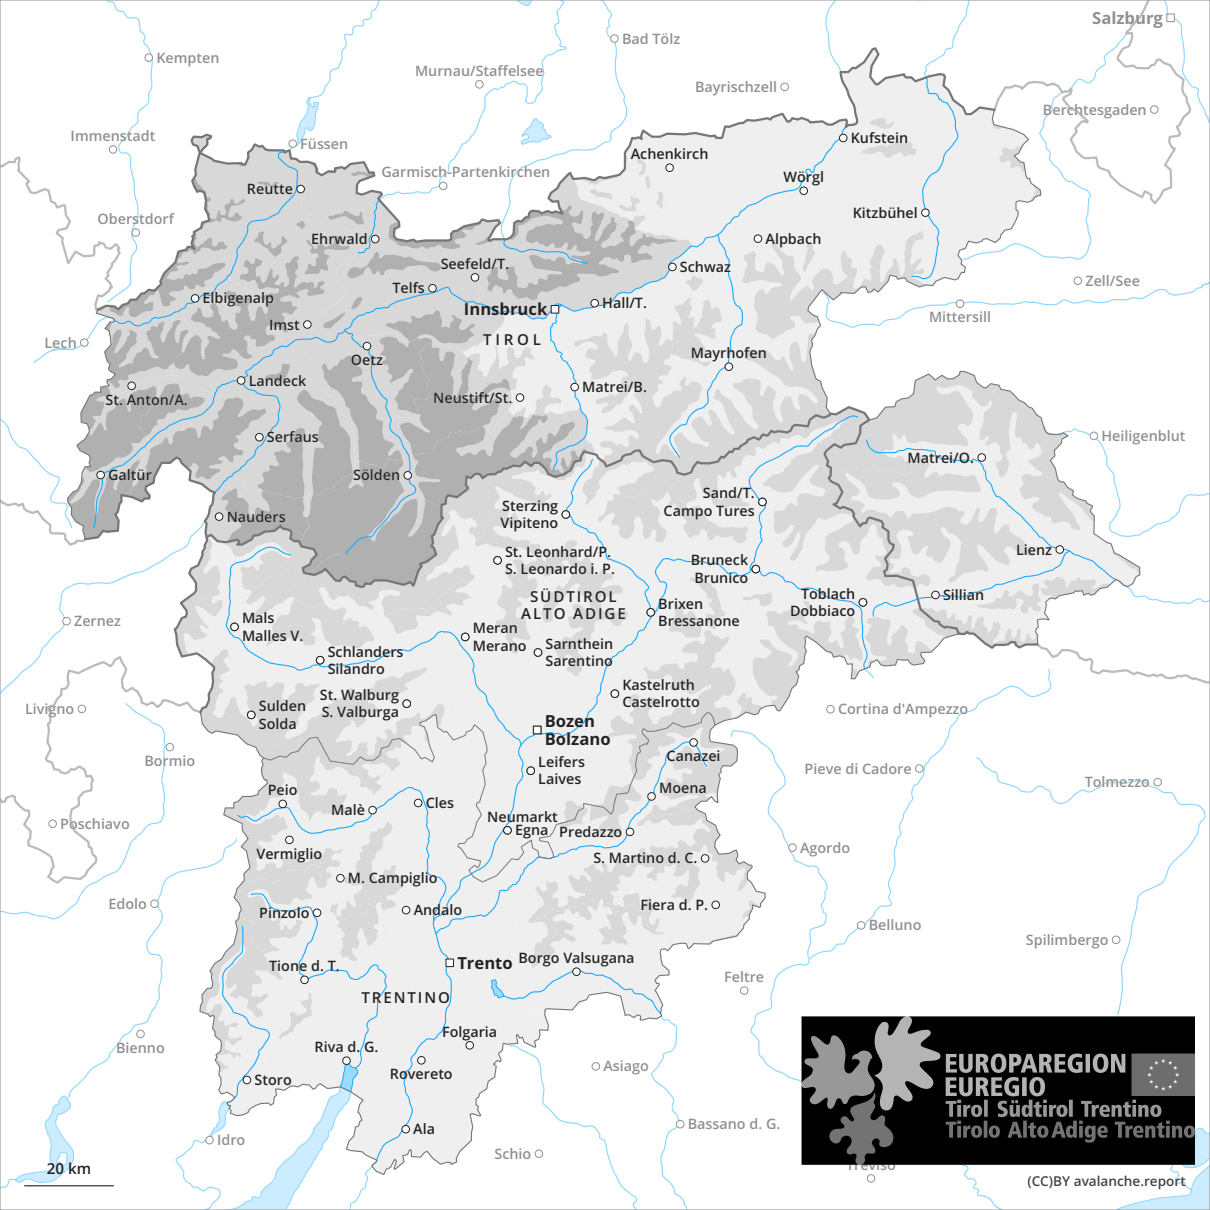 Salzburg
Bad Tölz
Kempten
Murnau/Staffelsee
Bayrischzell
Berchtesgaden
Immenstadt
Füssen
Kufstein
Achenkirch
Garmisch-Partenkirchen
Wörgl
Reutte
Oberstdorf
Kitzbühel
Ehrwald
Alpbach
Seefeld/T.
Schwaz
Zell/See
Telfs
Elbigenalp
Innsbruck
Hall/T.
Mittersill
Imst
TIROL
Lech
Oetz
Mayrhofen
Landeck
Matrei/B.
St. Anton/A.
Neustift/St.
Serfaus
Heiligenblut
Matrei/O.
Galtür
Sölden
Sand/T.
Campo Tures
Sterzing
Vipiteno
Nauders
St. Leonhard/P.
S. Leonardo i. P.
Lienz
Bruneck
Brunico
SÜDTIROL
ALTO ADIGE
Toblach
Dobbiaco
Sillian
Brixen
Bressanone
Zernez
Mals
Malles V.
Meran
Merano
Sarnthein
Sarentino
Schlanders
Silandro
Kastelruth
Castelrotto
St. Walburg
S. Valburga
Livigno
Sulden
Solda
Cortina d'Ampezzo
Bozen
Bolzano
Bormio
Canazei
Leifers
Laives
Pieve di Cadore
Tolmezzo
Peio
Moena
Malè
Cles
Neumarkt
Egna
Predazzo
Poschiavo
Vermiglio
Agordo
S. Martino d. C.
M. Campiglio
Edolo
Pinzolo
Andalo
Fiera d. P.
Belluno
Spilimbergo
Tione d. T.
Trento
Borgo Valsugana
Feltre
TRENTINO
Folgaria
Bienno
Riva d. G.
Rovereto
Asiago
Storo
EUROPAREGION
EUREGIO
Tirol Südtirol Trentino
Tirolo Alto Adige Trentino
Ala
Bassano d. G.
Idro
Schio
Treviso
20 km
(CC)BY avalanche.report